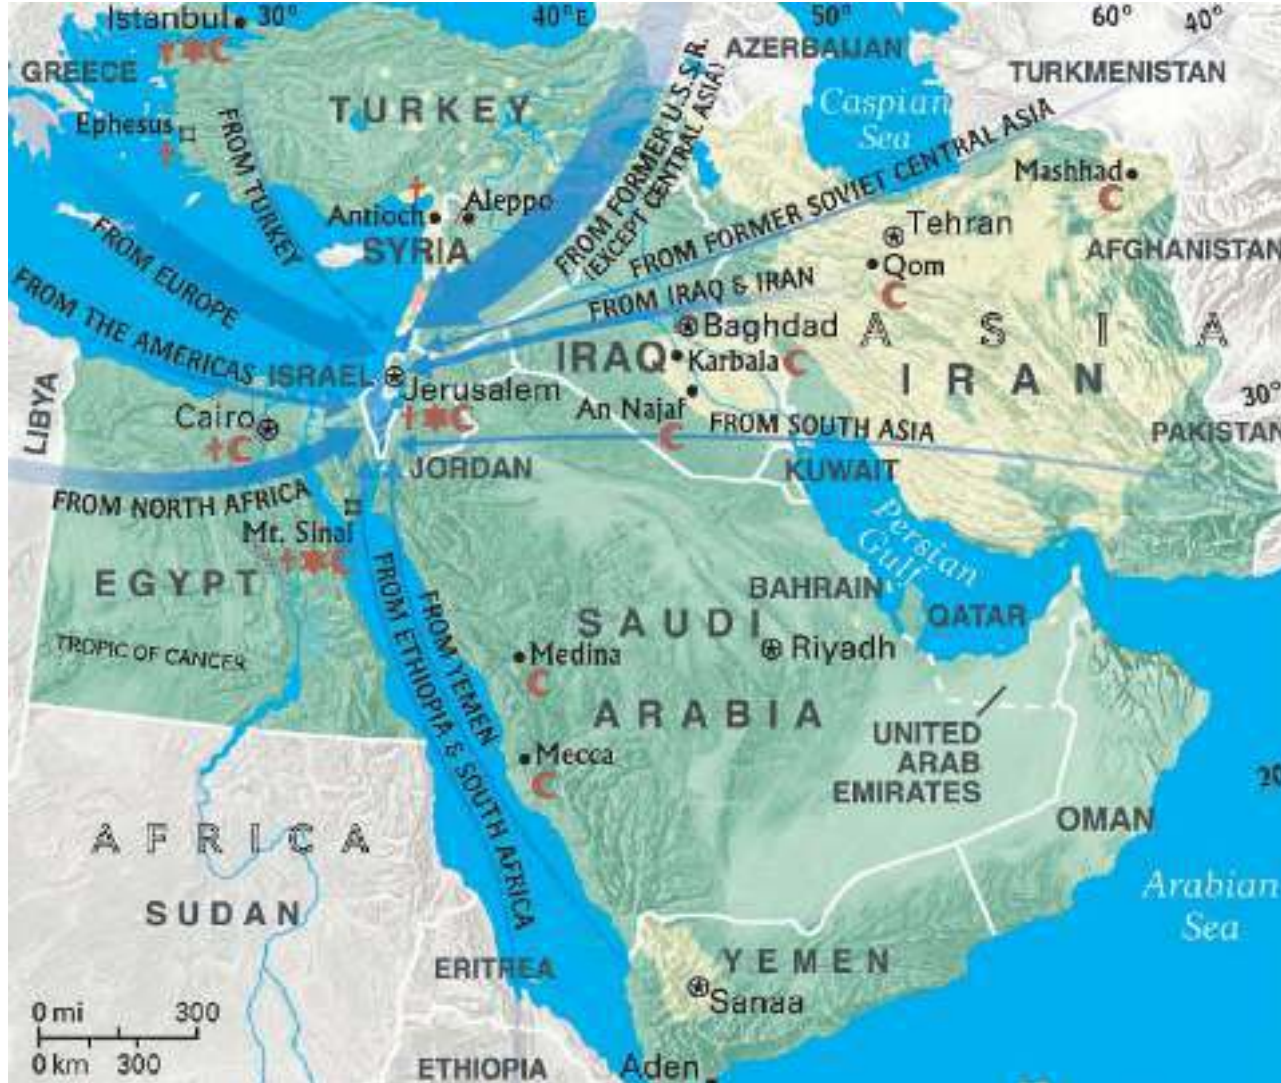 Istanbul
30°
40°E
50°
60°
40°
GREECE
AZERBAIJAN
TURKMENISTAN
TURKEY
Caspian
Sea
Ephesus
FROM TURKEY
FROM FORMER U.S.S.R.
(EXCEPT CENTRAL ASIA)
FROM FORMER SOVIET CENTRAL ASIA
Mashhad
Antioch
Aleppo
SYRIA
Tehran
Qom
AFGHANISTAN
FROM EUROPE
FROM THE AMERICAS
FROM IRAQ & IRAN
Baghdad
ASIA
ISRAEL
IRAQ
Karbala
IRAN
Jerusalem
LIBYA
Cairo
An Najaf
30°
FROM SOUTH ASIA
PAKISTAN
JORDAN
KUWAIT
FROM NORTH AFRICA
Mt. Sinai
Persian
Gulf
EGYPT
BAHRAIN
QATAR
FROM YEMEN
FROM ETHIOPIA & SOUTH AFRICA
SAUDI
TROPIC OF CANCER
Medina
Riyadh
ARABIA
Mecca
UNITED
ARAB
EMIRATES
20
OMAN
AFRICA
SUDAN
Arabian
Sea
ERITREA
YEMEN
Sanaa
0 mi 300
0 km 300
ETHIOPIA
Aden